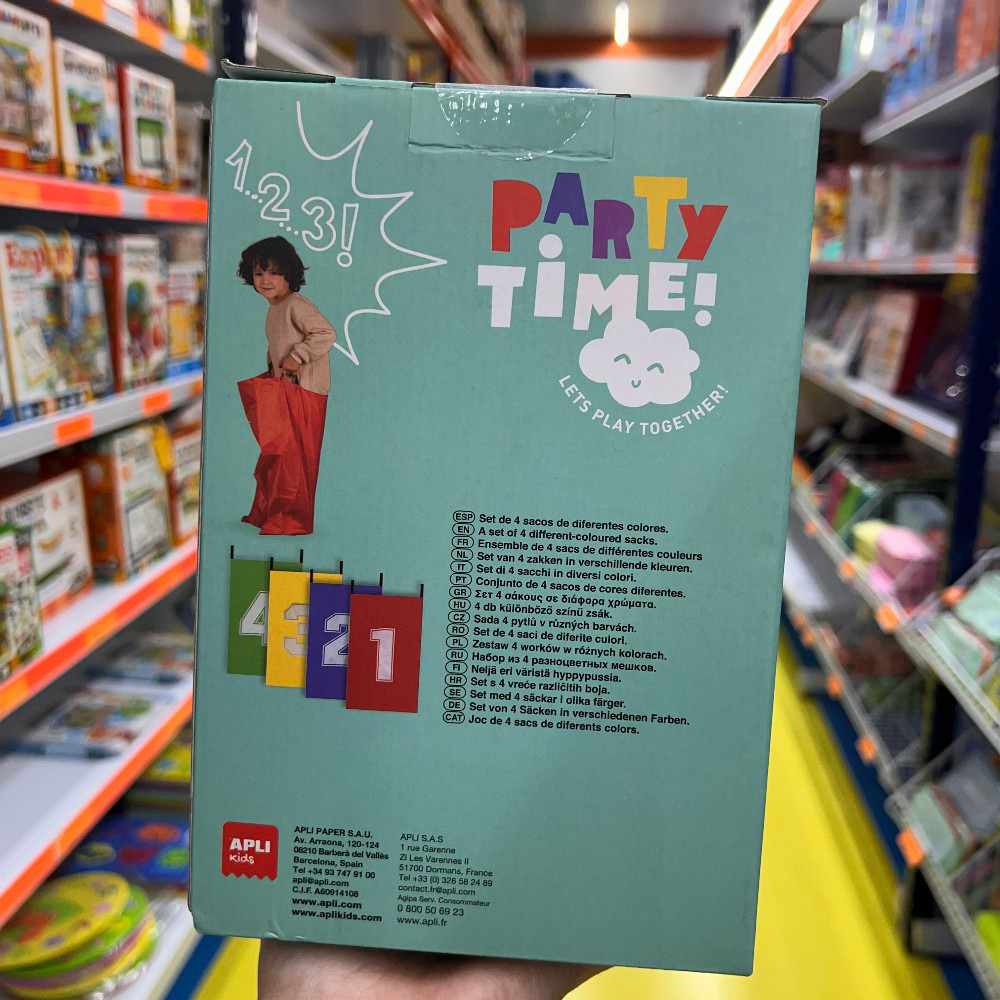 1...2...3!
PARTY
TIME!
LETS PLAY TOGETHER!
ESP Set de 4 sacos de diferentes colores.
EN A set of 4 different-coloured sacks.
FR Ensemble de 4 sacs de différentes couleurs
NL Set van 4 zakken in verschillende kleuren.
IT Set di 4 sacchi in diversi colori.
PT Conjunto de 4 sacos de cores diferentes.
GR Σετ 4 σάκους σε διάφορα χρώματα.
HU 4 db különböző színű zsák.
CZ Sada 4 pytlů v různých barvách.
RO Set de 4 saci de diferite culori.
PL Zestaw 4 worków w różnych kolorach.
RU Набор из 4 разноцветных мешков.
FI Neljä eri väristä hyppypussia.
HR Set s 4 vreće različitih boja.
SE Set med 4 säckar i olika färger.
DE Set von 4 Säcken in verschiedenen Farben.
CAT Joc de 4 sacs de diferents colors.
4 3 2 1
APLI
kids
APLI PAPER S.A.U.
Av. Arraona, 120-124
08210 Barberà del Vallès
Barcelona, Spain
Tel +34 93 747 91 00
apli@apli.com
C.I.F. A60914108
www.apli.com
www.aplikids.com
APLI S.A.S
1 rue Garenne
ZI Les Varennes II
51700 Dormans, France
Tel +33 (0) 326 58 24 89
contact.fr@apli.com
Agipa Serv. Consommateur
0 800 50 69 23
www.apli.fr